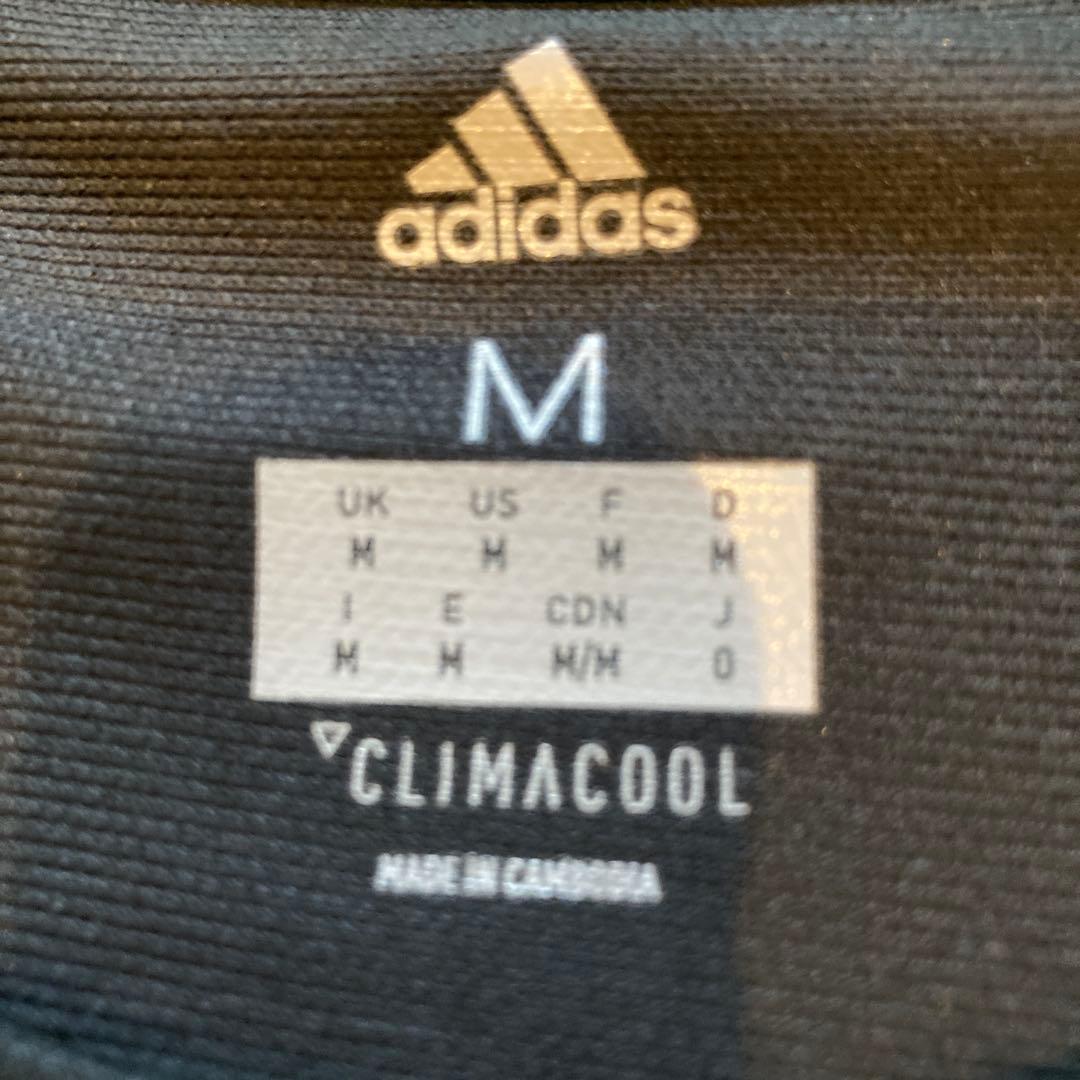 adidas
M
UK US F D
M M M M
I E CDN J
M M M/M O
CLIMACOOL
MADE IN CAMBODIA